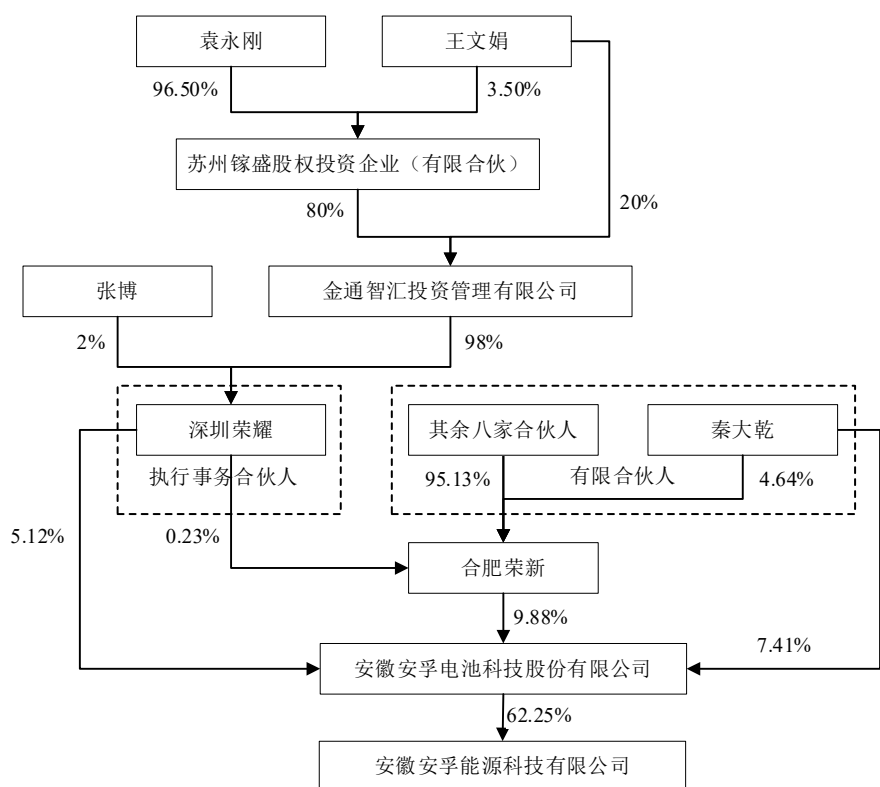 袁永刚
王文娟
96.50%
3.50%
苏州镓盛股权投资企业（有限合伙）
80%
20%
张博
金通智汇投资管理有限公司
2%
98%
深圳荣耀
其余八家合伙人
秦大乾
执行事务合伙人
95.13%
有限合伙人
4.64%
5.12%
0.23%
合肥荣新
9.88%
7.41%
安徽安孚电池科技股份有限公司
62.25%
安徽安孚能源科技有限公司